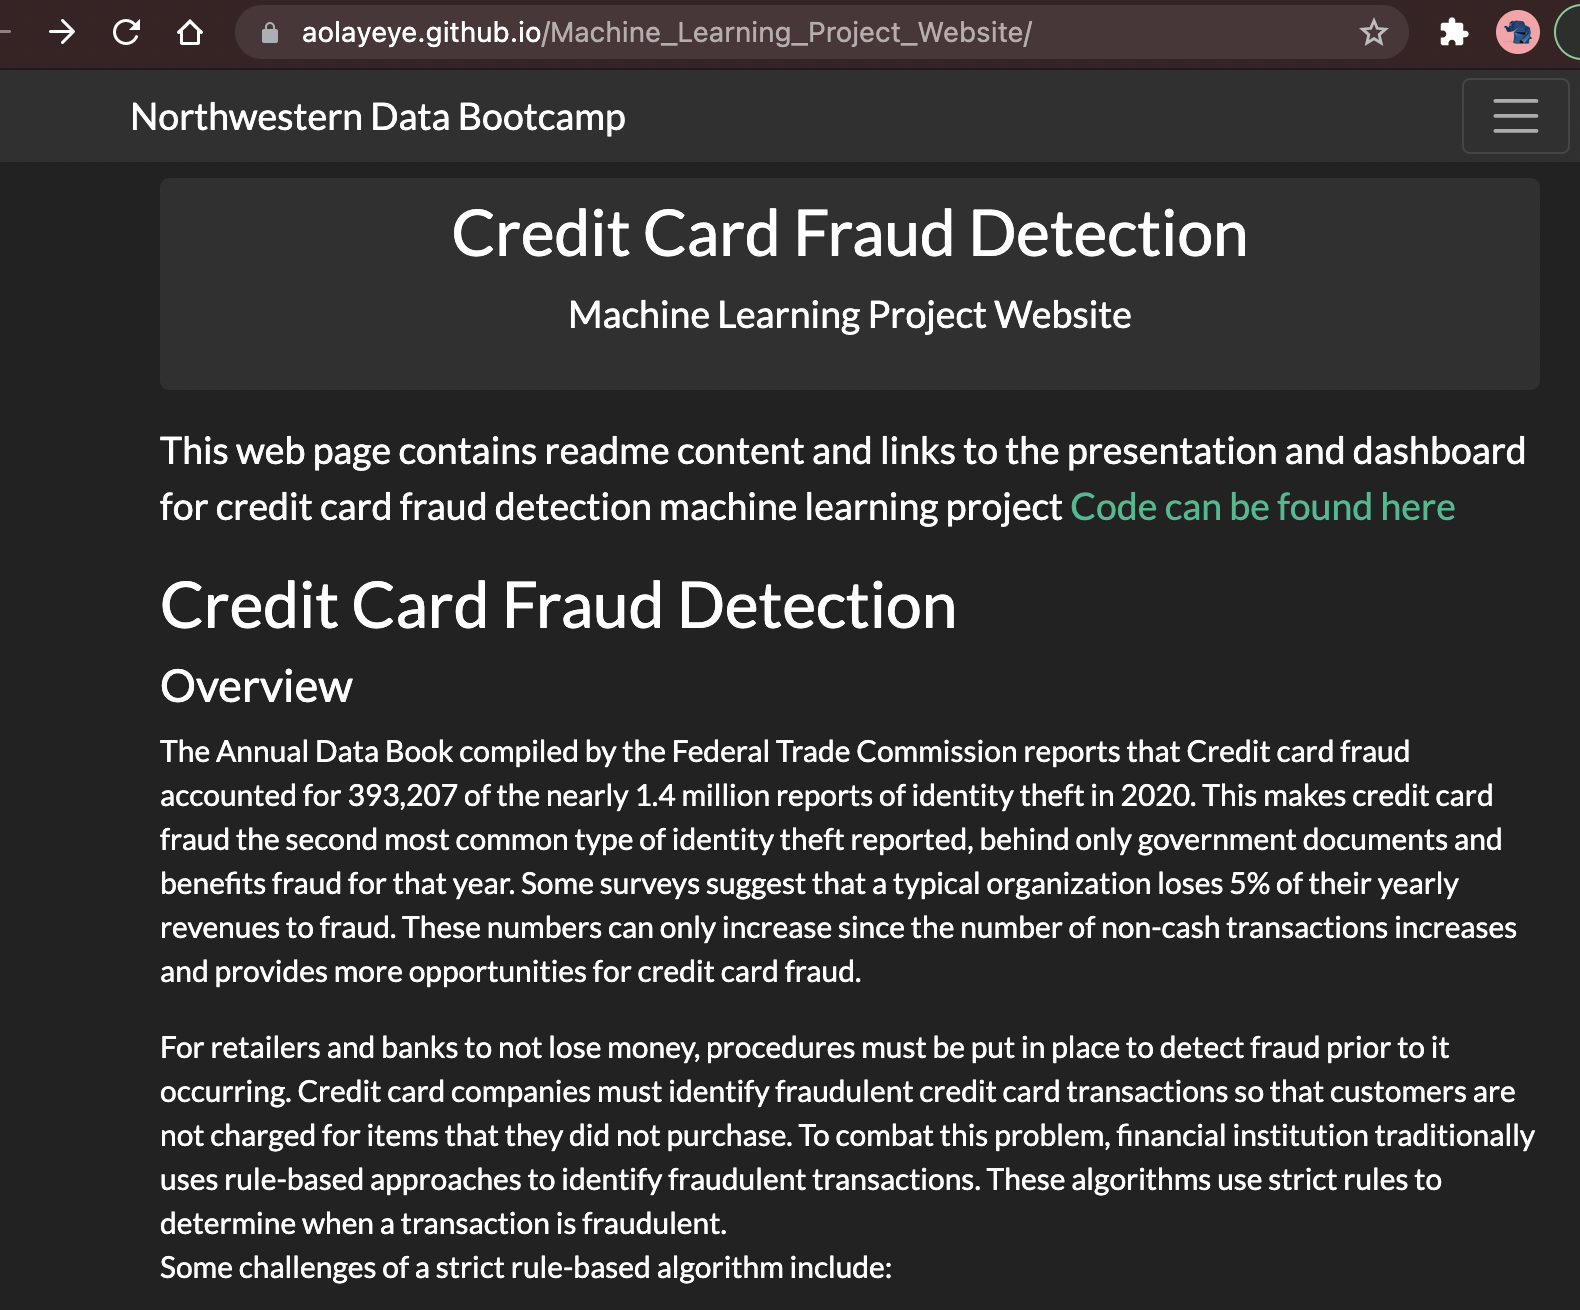 aolayeye.github.io/Machine_Learning_Project_Website/
Northwestern Data Bootcamp
Credit Card Fraud Detection
Machine Learning Project Website
This web page contains readme content and links to the presentation and dashboard
for credit card fraud detection machine learning project Code can be found here
Credit Card Fraud Detection
Overview
The Annual Data Book compiled by the Federal Trade Commission reports that Credit card fraud
accounted for 393,207 of the nearly 1.4 million reports of identity theft in 2020. This makes credit card
fraud the second most common type of identity theft reported, behind only government documents and
benefits fraud for that year. Some surveys suggest that a typical organization loses 5% of their yearly
revenues to fraud. These numbers can only increase since the number of non-cash transactions increases
and provides more opportunities for credit card fraud.
For retailers and banks to not lose money, procedures must be put in place to detect fraud prior to it
occurring. Credit card companies must identify fraudulent credit card transactions so that customers are
not charged for items that they did not purchase. To combat this problem, financial institution traditionally
uses rule-based approaches to identify fraudulent transactions. These algorithms use strict rules to
determine when a transaction is fraudulent.
Some challenges of a strict rule-based algorithm include: